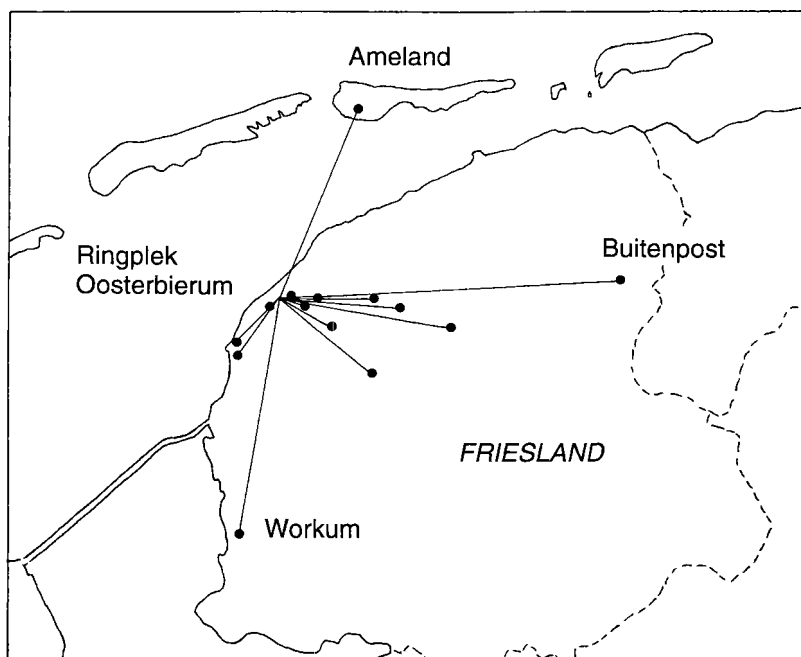 Ameland
Ringplek
Oosterbierum
Buitenpost
FRIESLAND
Workum